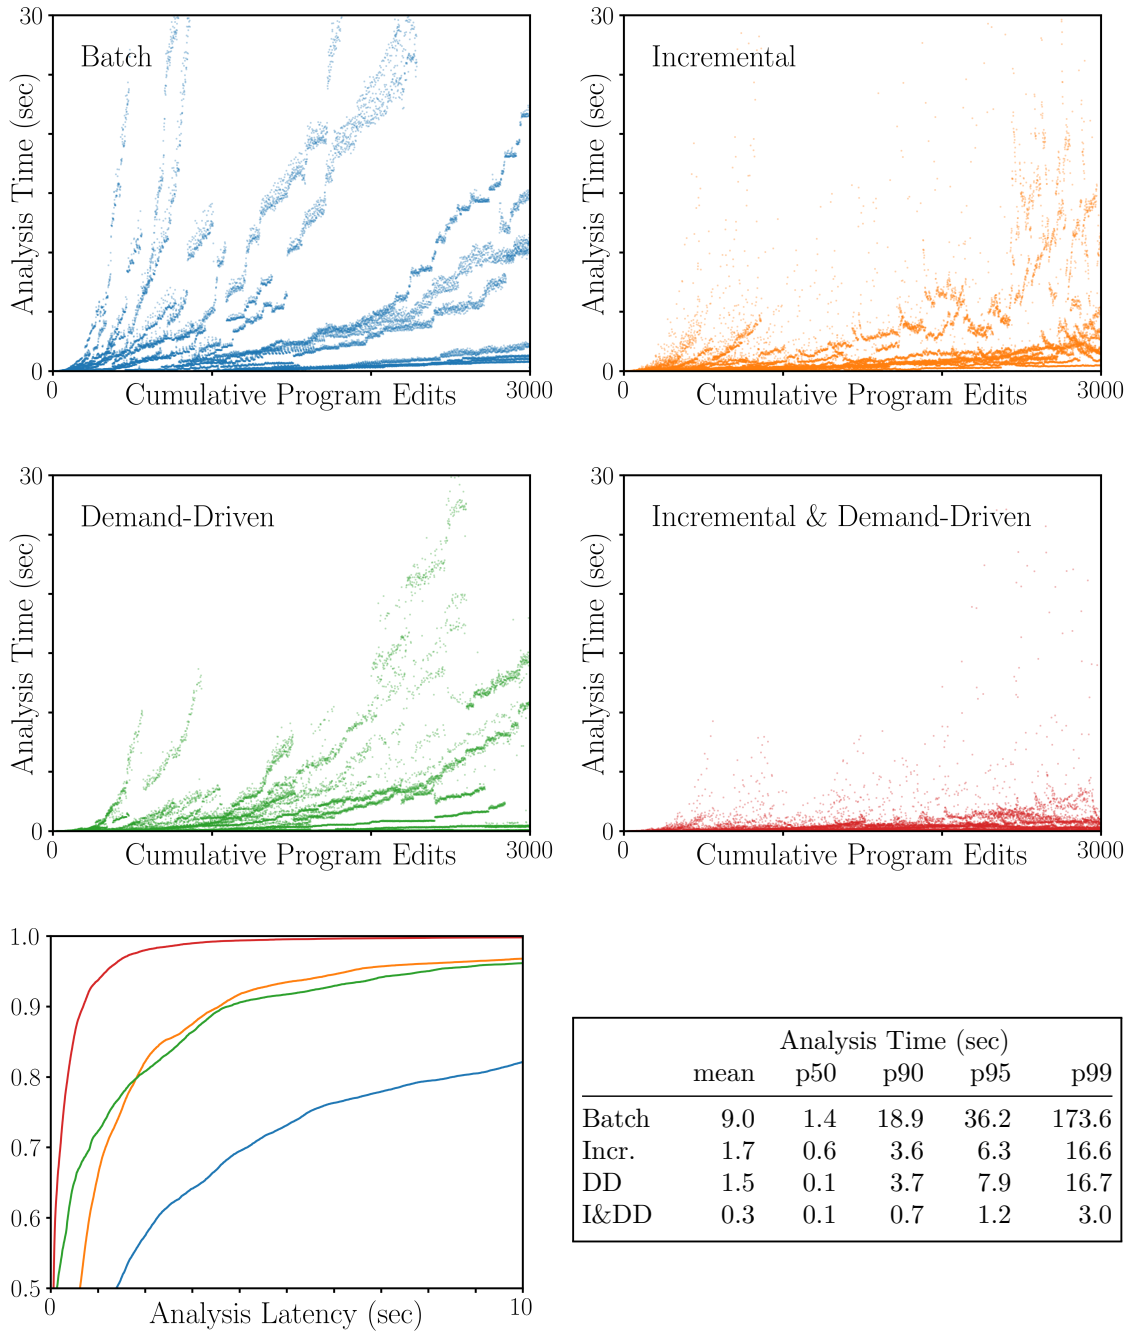 30
Batch
Analysis Time (sec)
0
0
Cumulative Program Edits
3000
30
Incremental
Analysis Time (sec)
0
0
Cumulative Program Edits
3000
30
Demand-Driven
Analysis Time (sec)
0
0
Cumulative Program Edits
3000
30
Incremental & Demand-Driven
Analysis Time (sec)
0
0
Cumulative Program Edits
3000
1.0
0.9
0.8
0.7
0.6
0.5
0
Analysis Latency (sec)
10
Analysis Time (sec)
mean p50 p90 p95 p99
Batch 9.0 1.4 18.9 36.2 173.6
Incr. 1.7 0.6 3.6 6.3 16.6
DD 1.5 0.1 3.7 7.9 16.7
I&DD 0.3 0.1 0.7 1.2 3.0